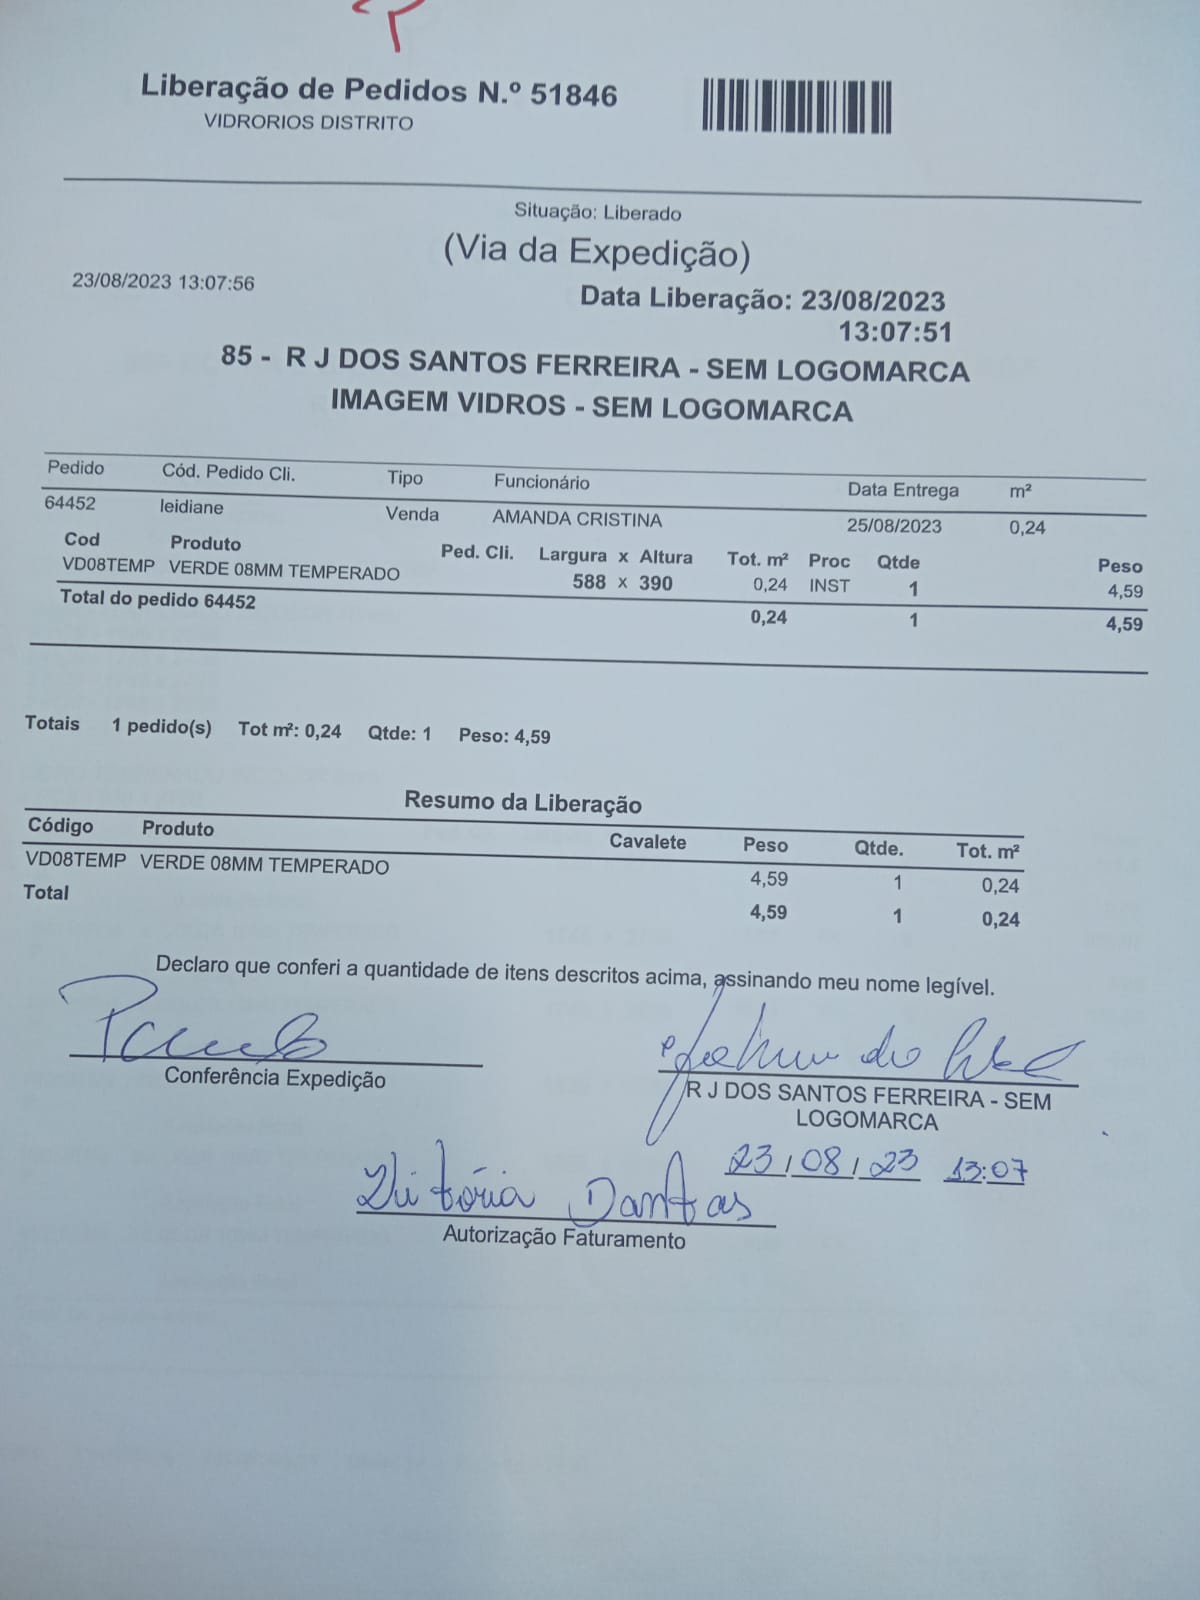 Liberação de Pedidos N.º 51846
VIDRORIOS DISTRITO
Situação: Liberado
(Via da Expedição)
23/08/2023 13:07:56
Data Liberação: 23/08/2023
13:07:51
85 - R J DOS SANTOS FERREIRA - SEM LOGOMARCA
IMAGEM VIDROS - SEM LOGOMARCA
Pedido Cód. Pedido Cli. Tipo Funcionário Data Entrega m²
64452 leidiane Venda AMANDA CRISTINA 25/08/2023 0,24
Cod Produto Ped. Cli. Largura x Altura Tot. m² Proc Qtde Peso
VD08TEMP VERDE 08MM TEMPERADO 588 x 390 0,24 INST 1 4,59
Total do pedido 64452 0,24 1 4,59
Totais 1 pedido(s) Tot m²: 0,24 Qtde: 1 Peso: 4,59
Resumo da Liberação
Código Produto Cavalete Peso Qtde. Tot. m²
VD08TEMP VERDE 08MM TEMPERADO 4,59 1 0,24
Total 4,59 1 0,24
Declaro que conferi a quantidade de itens descritos acima, assinando meu nome legível.
Conferência Expedição
R J DOS SANTOS FERREIRA - SEM
LOGOMARCA
23/08/23 13:07
Vitória Dantas
Autorização Faturamento